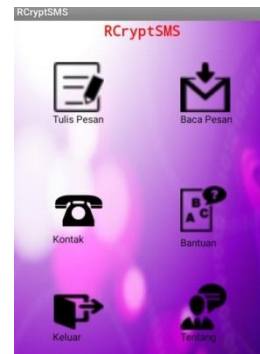 RCryptSMS
RCryptSMS
Tulis Pesan
Baca Pesan
Kontak
B ?
A C
Bantuan
Keluar
Tentang